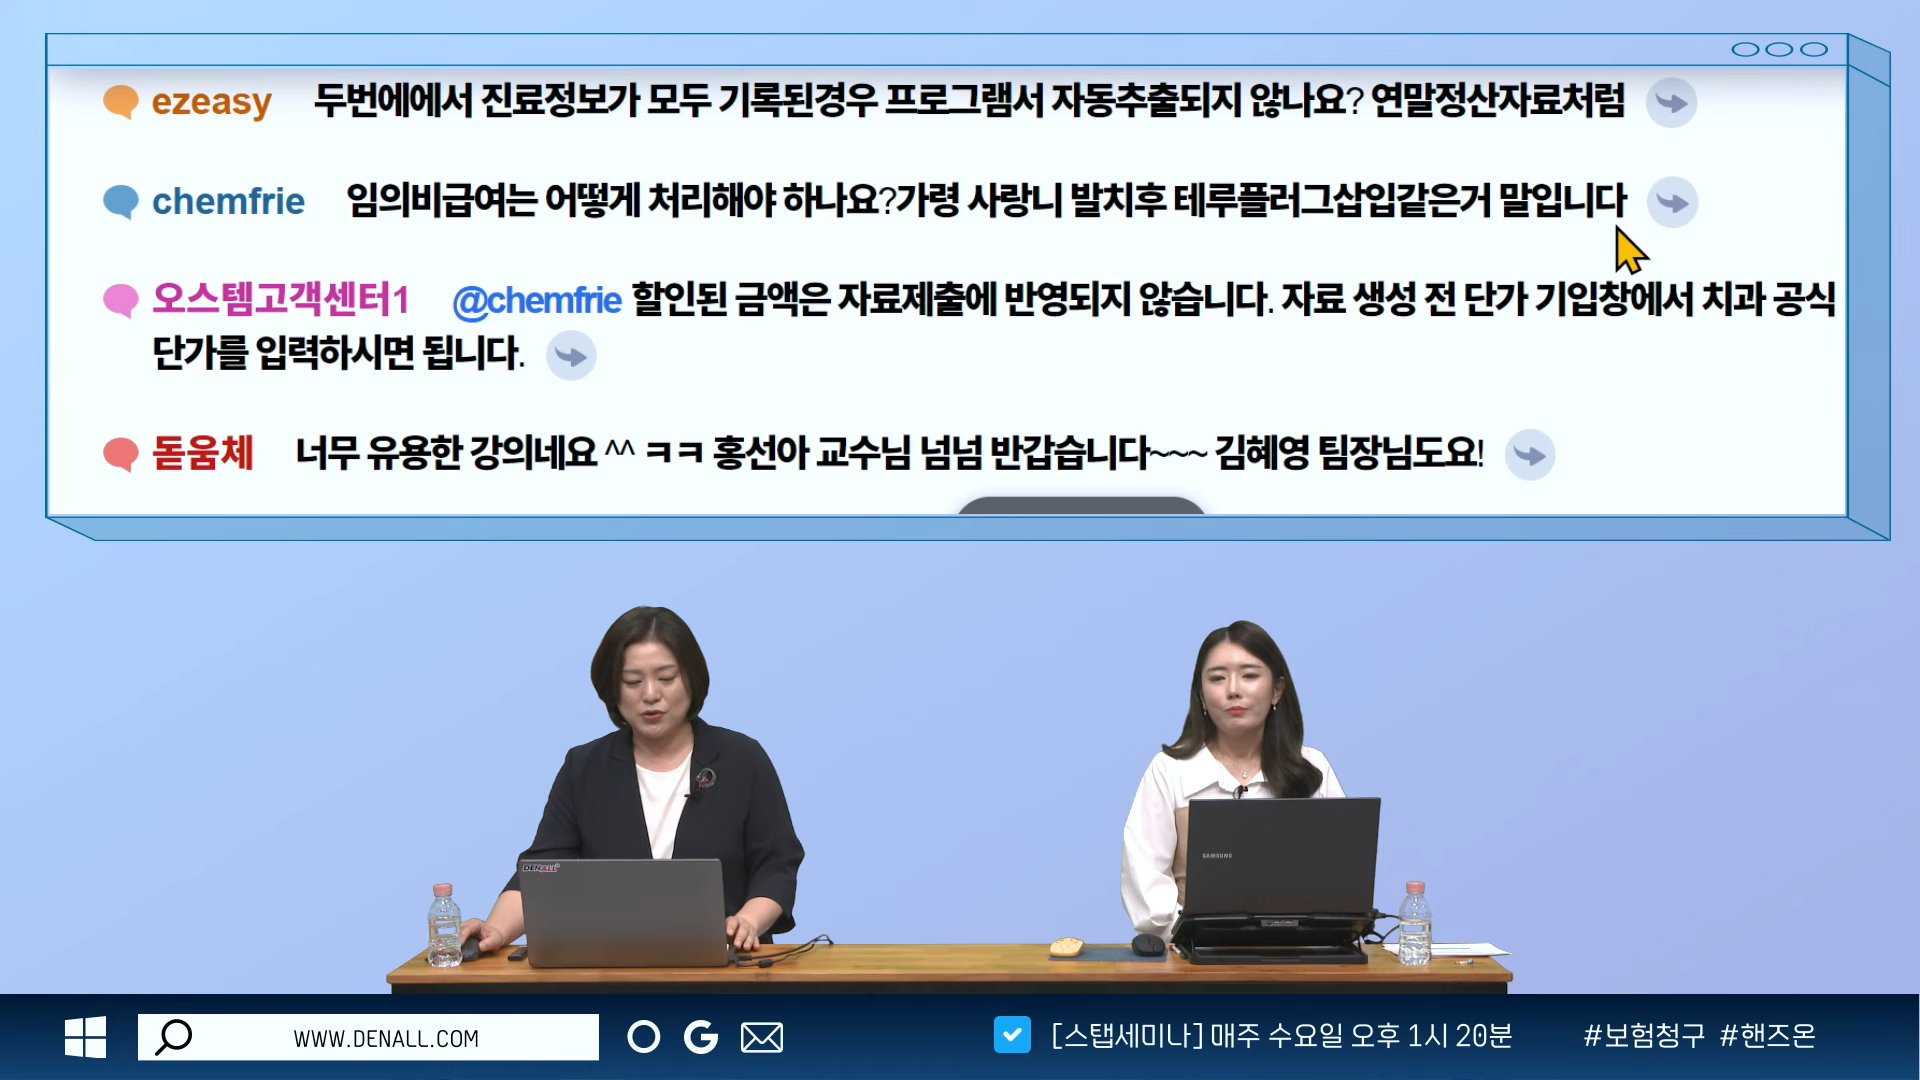 ezeasy 두번에에서 진료정보가 모두 기록된경우 프로그램서 자동추출되지 않나요? 연말정산자료처럼
chemfrie 임의비급여는 어떻게 처리해야 하나요?가령 사랑니 발치후 테루플러그삽입같은거 말입니다
오스템고객센터1 @chemfrie 할인된 금액은 자료제출에 반영되지 않습니다. 자료 생성 전 단가 기입창에서 치과 공식
단가를 입력하시면 됩니다.
돋움체 너무 유용한 강의네요 ^^ ㅋㅋ 홍선아 교수님 넘넘 반갑습니다~~~ 김혜영 팀장님도요!
DENALL
SAMSUNG
WWW.DENALL.COM
[스탭세미나] 매주 수요일 오후 1시 20분
#보험청구 #핸즈온